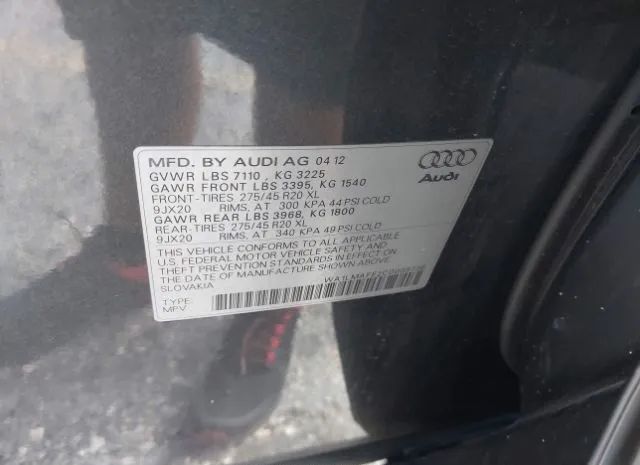 MFD. BY AUDI AG 04 12
GVWR LBS 7110 , KG 3225
GAWR FRONT LBS 3395, KG 1540
FRONT-TIRES 275/45 R20 XL
9JX20 RIMS, AT 300 KPA 44 PSI COLD
GAWR REAR LBS 3968, KG 1800
REAR-TIRES 275/45 R20 XL
9JX20 RIMS, AT 340 KPA 49 PSI COLD
THIS VEHICLE CONFORMS TO ALL APPLICABLE
U.S. FEDERAL MOTOR VEHICLE SAFETY AND
THEFT PREVENTION STANDARDS IN EFFECT ON
THE DATE OF MANUFACTURE SHOWN ABOVE.
SLOVAKIA
TYPE:
MPV
Audi